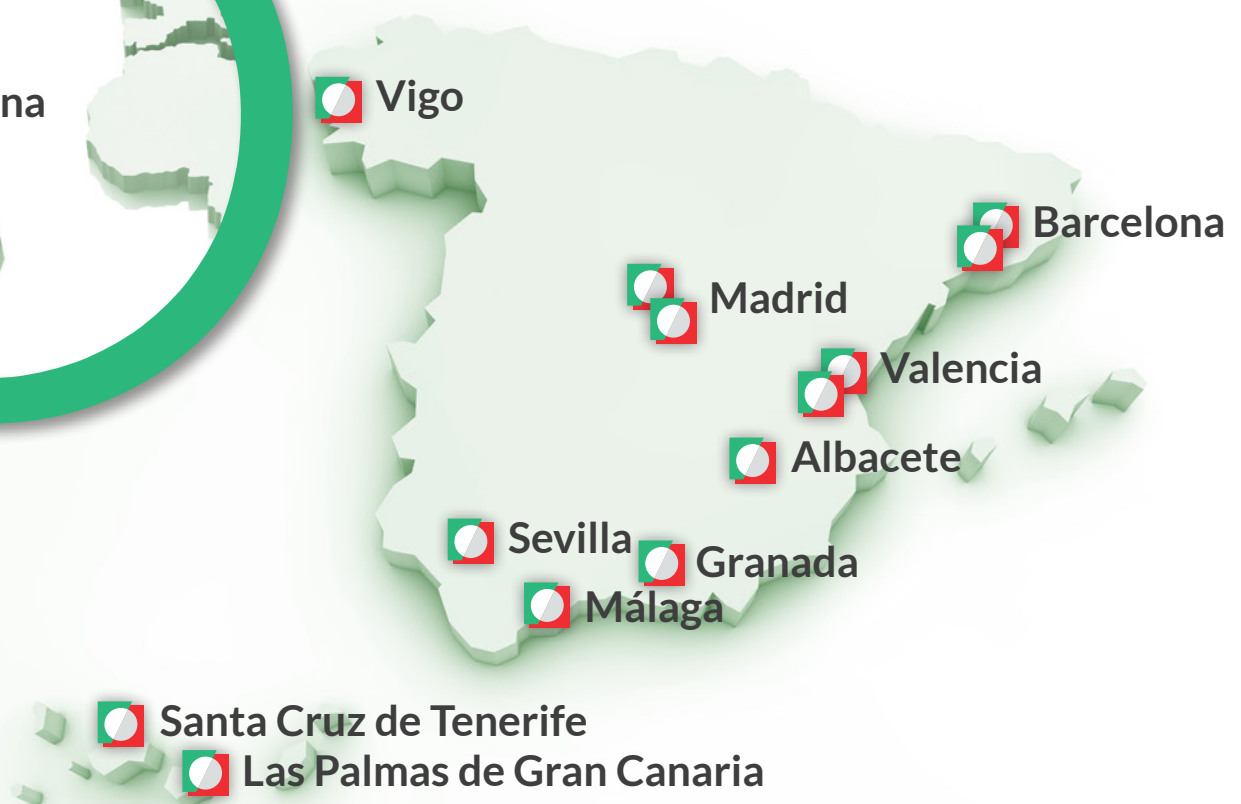 Vigo
na
Barcelona
Madrid
Valencia
Albacete
Sevilla
Granada
Málaga
Santa Cruz de Tenerife
Las Palmas de Gran Canaria